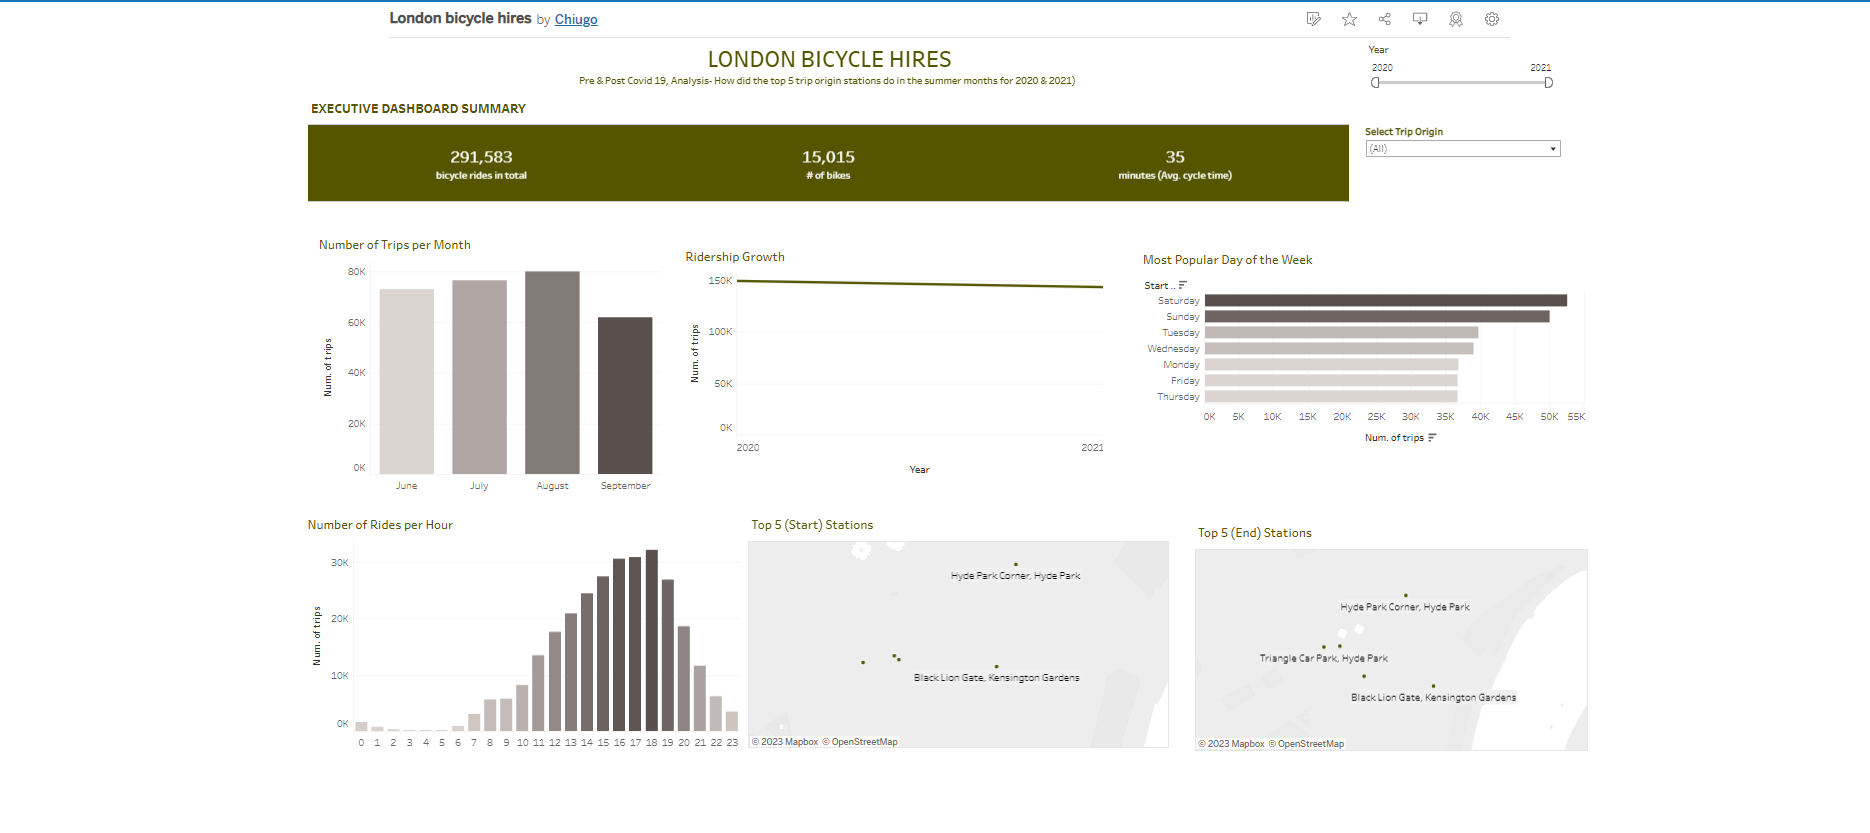 London bicycle hires by Chiugo
LONDON BICYCLE HIRES
Pre & Post Covid 19, Analysis- How did the top 5 trip origin stations do in the summer months for 2020 & 2021)
Year
2020 2021
EXECUTIVE DASHBOARD SUMMARY
291,583 15,015 35
bicycle rides in total # of bikes minutes (Avg. cycle time)
Select Trip Origin
(All)
Number of Trips per Month
80K
60K
40K
20K
0K
Num. of trips
June July August September
Ridership Growth
150K
100K
50K
0K
Num. of trips
2020 2021
Year
Most Popular Day of the Week
Start ..
Saturday
Sunday
Tuesday
Wednesday
Monday
Friday
Thursday
0K 5K 10K 15K 20K 25K 30K 35K 40K 45K 50K 55K
Num. of trips
Number of Rides per Hour
30K
20K
10K
0K
Num. of trips
0 1 2 3 4 5 6 7 8 9 10 11 12 13 14 15 16 17 18 19 20 21 22 23
Top 5 (Start) Stations
Hyde Park Corner, Hyde Park
Black Lion Gate, Kensington Gardens
© 2023 Mapbox © OpenStreetMap
Top 5 (End) Stations
Hyde Park Corner, Hyde Park
Triangle Car Park, Hyde Park
Black Lion Gate, Kensington Gardens
© 2023 Mapbox © OpenStreetMap